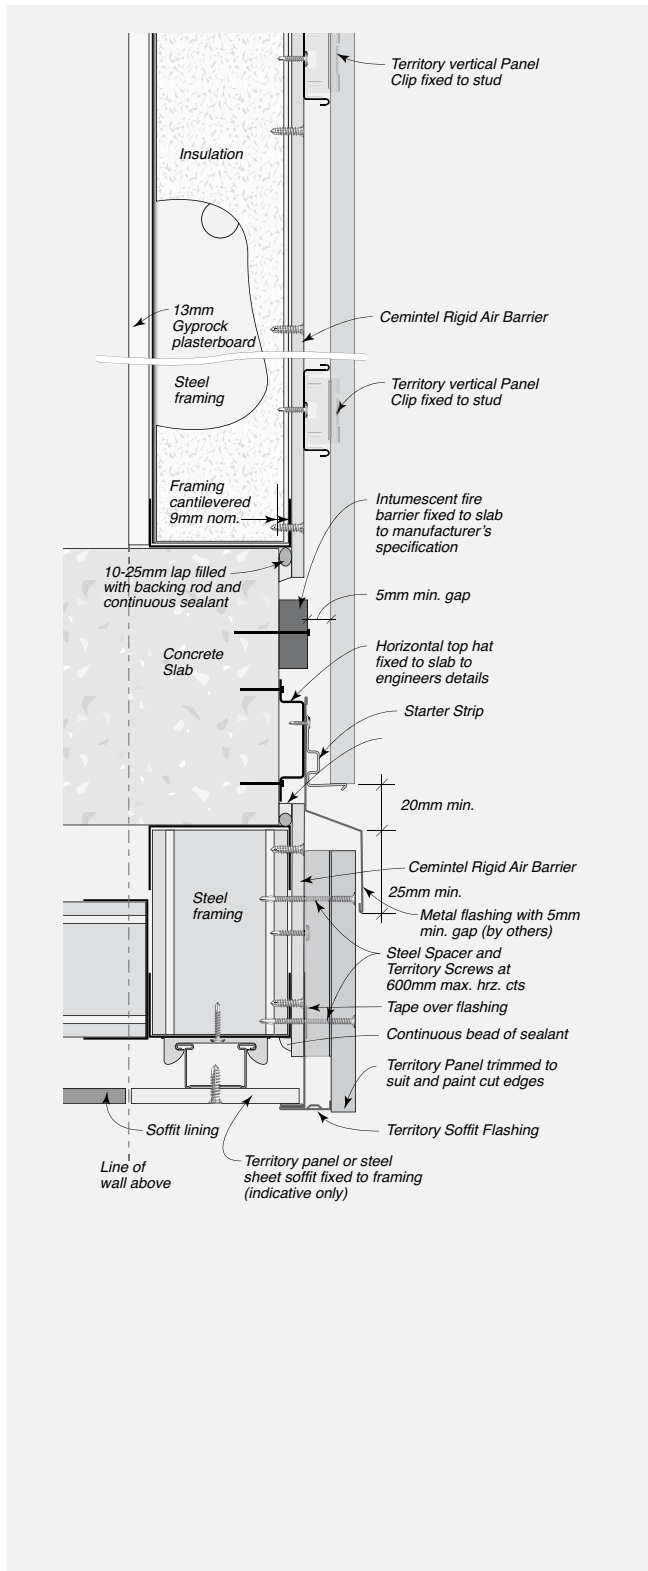 Territory vertical Panel
Clip fixed to stud
Insulation
13mm
Gyprock
plasterboard
Cemintel Rigid Air Barrier
Steel
framing
Territory vertical Panel
Clip fixed to stud
Framing
cantilevered
9mm nom.
Intumescent fire
barrier fixed to slab
to manufacturer's
specification
10-25mm lap filled
with backing rod and
continuous sealant
5mm min. gap
Concrete
Slab
Horizontal top hat
fixed to slab to
engineers details
Starter Strip
20mm min.
Cemintel Rigid Air Barrier
25mm min.
Steel
framing
Metal flashing with 5mm
min. gap (by others)
Steel Spacer and
Territory Screws at
600mm max. hrz. cts
Tape over flashing
Continuous bead of sealant
Territory Panel trimmed to
suit and paint cut edges
Soffit lining
Territory Soffit Flashing
Line of
wall above
Territory panel or steel
sheet soffit fixed to framing
(indicative only)